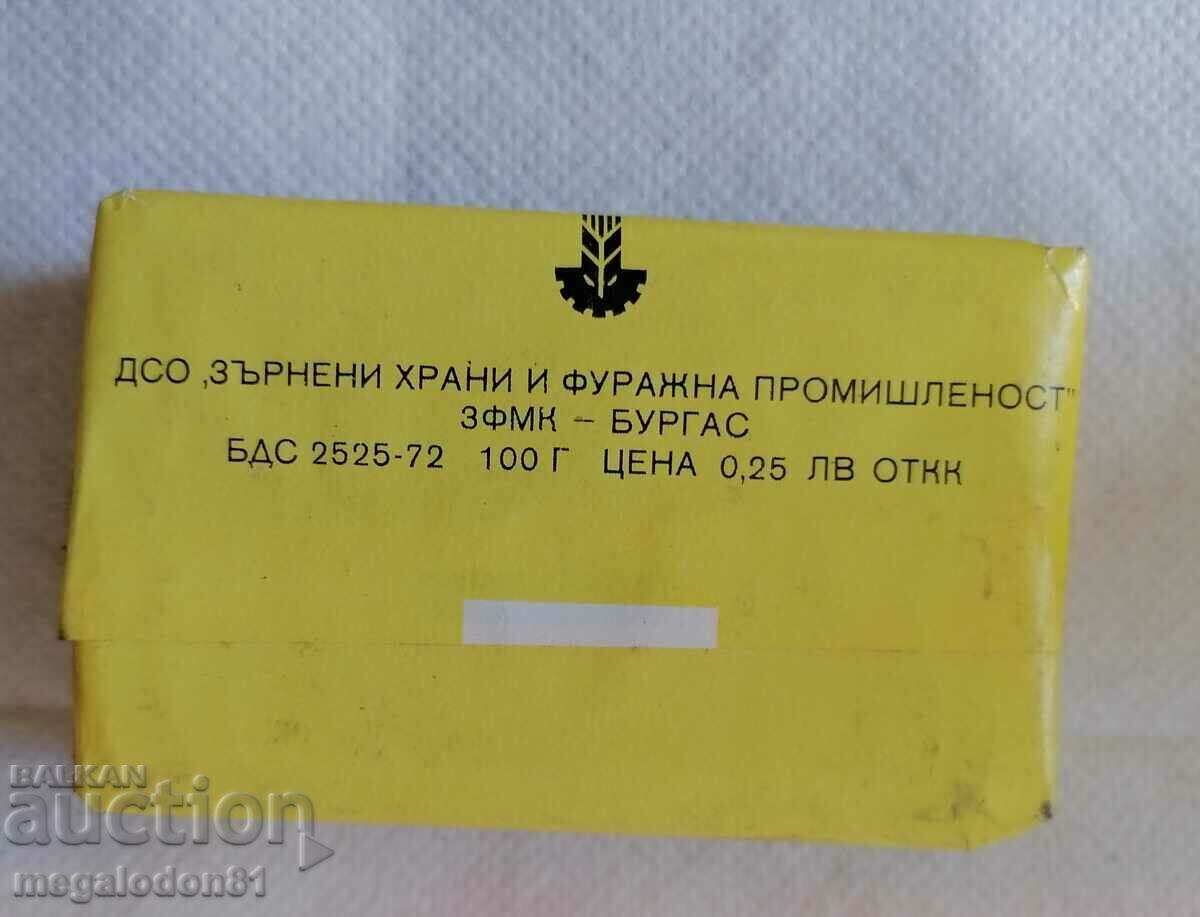 ДСО „ЗЪРНЕНИ ХРАНИ И ФУРАЖНА ПРОМИШЛЕНОСТ"
ЗФМК – БУРГАС
БДС 2525-72 100 Г ЦЕНА 0,25 ЛВ ОТКК
BALKAN
auction
megalodon81